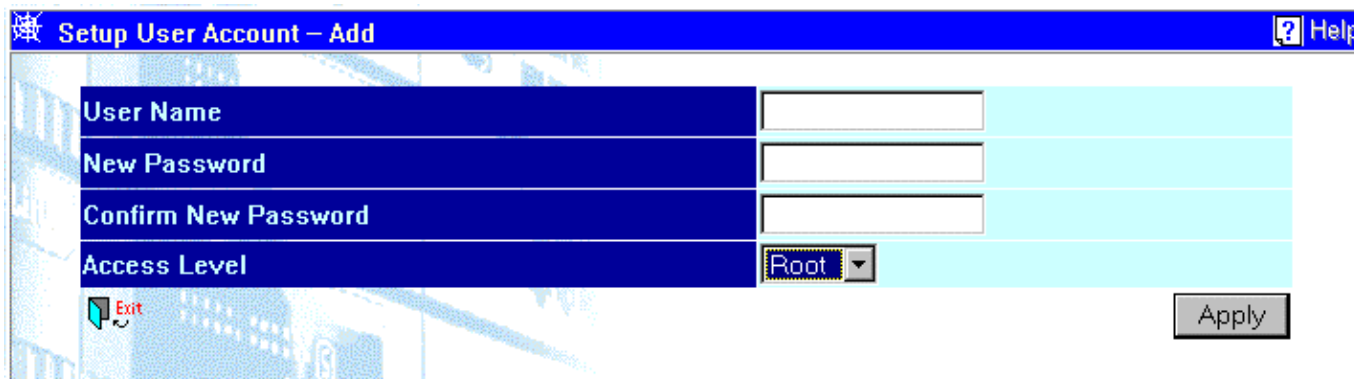 Setup User Account – Add
? Help
User Name
New Password
Confirm New Password
Access Level Root
Exit
Apply